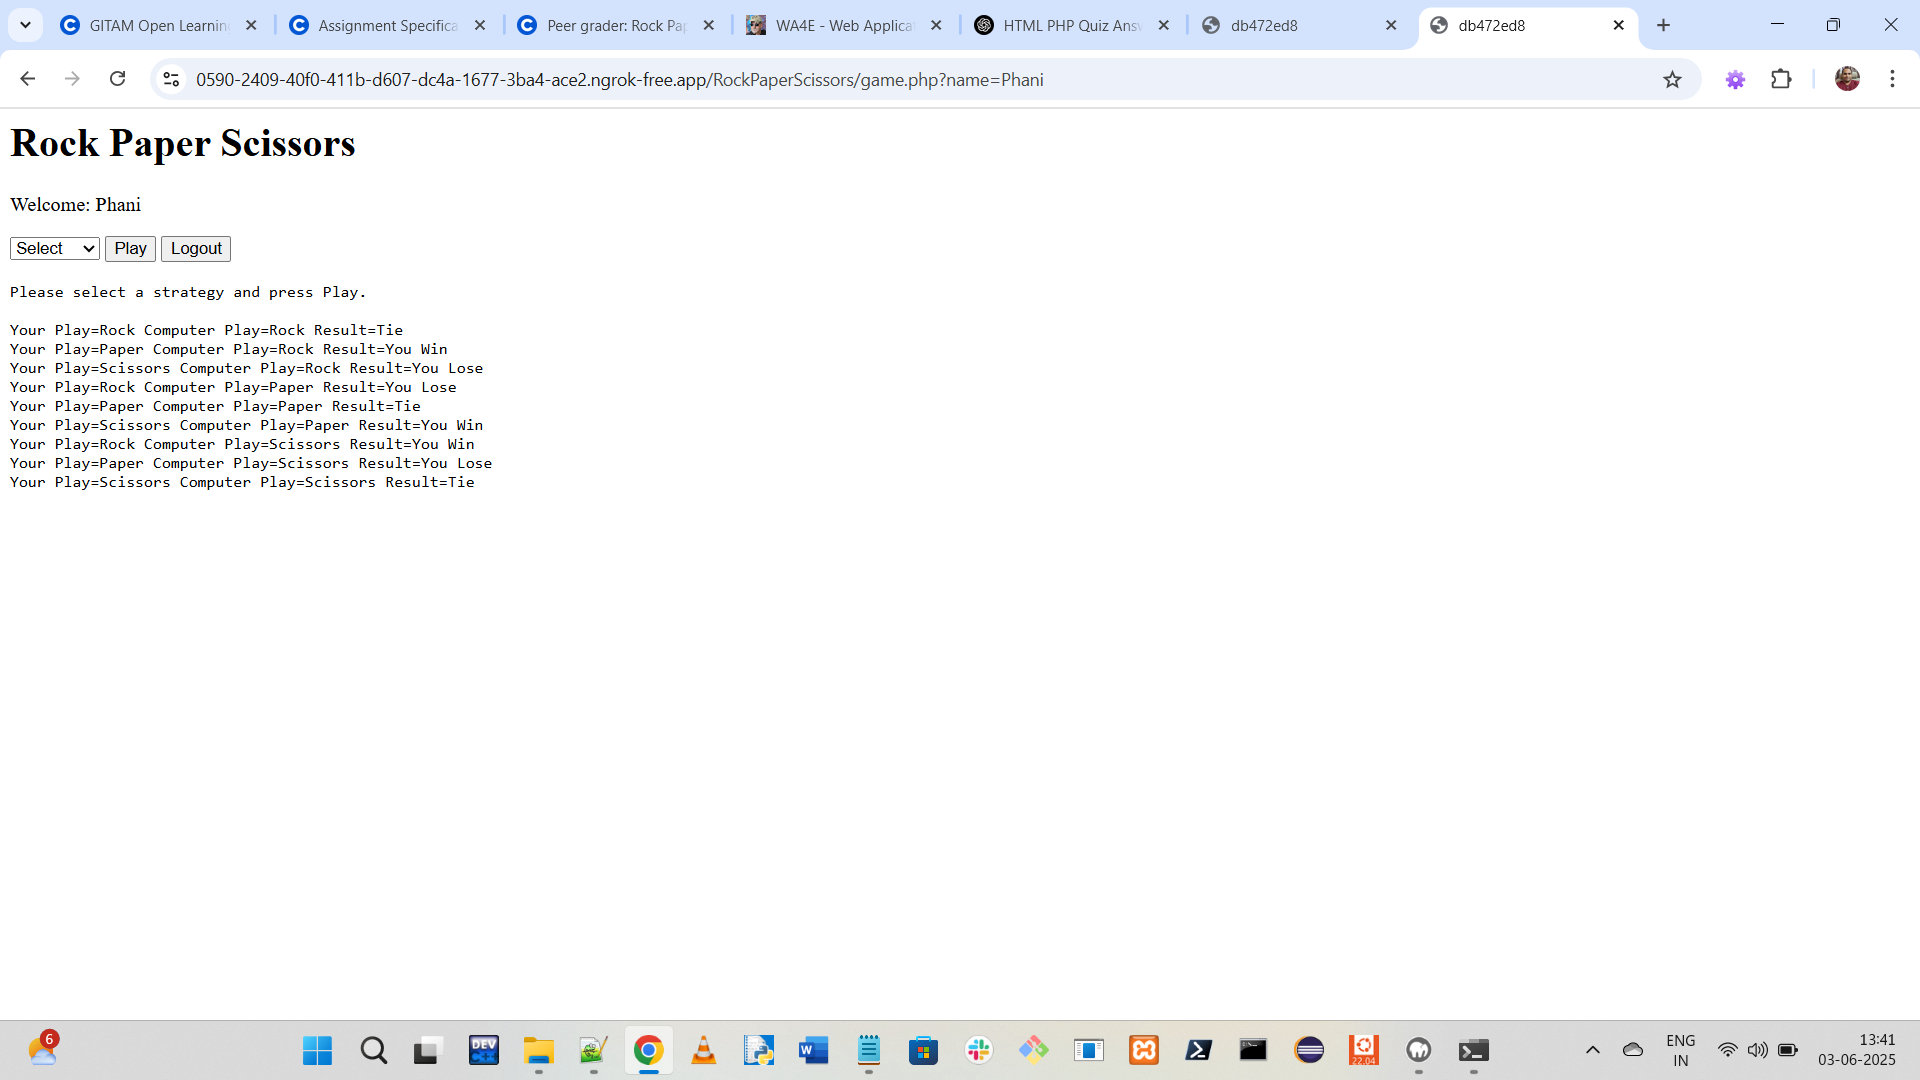 GITAM Open Learnin
Assignment Specifica
Peer grader: Rock Pap
WA4E - Web Applicat
HTML PHP Quiz Answ
db472ed8
db472ed8
0590-2409-40f0-411b-d607-dc4a-1677-3ba4-ace2.ngrok-free.app/RockPaperScissors/game.php?name=Phani
Rock Paper Scissors
Welcome: Phani
Select Play Logout
Please select a strategy and press Play.
Your Play=Rock Computer Play=Rock Result=Tie
Your Play=Paper Computer Play=Rock Result=You Win
Your Play=Scissors Computer Play=Rock Result=You Lose
Your Play=Rock Computer Play=Paper Result=You Lose
Your Play=Paper Computer Play=Paper Result=Tie
Your Play=Scissors Computer Play=Paper Result=You Win
Your Play=Rock Computer Play=Scissors Result=You Win
Your Play=Paper Computer Play=Scissors Result=You Lose
Your Play=Scissors Computer Play=Scissors Result=Tie
6
DEV
22.04
ENG
IN
13:41
03-06-2025